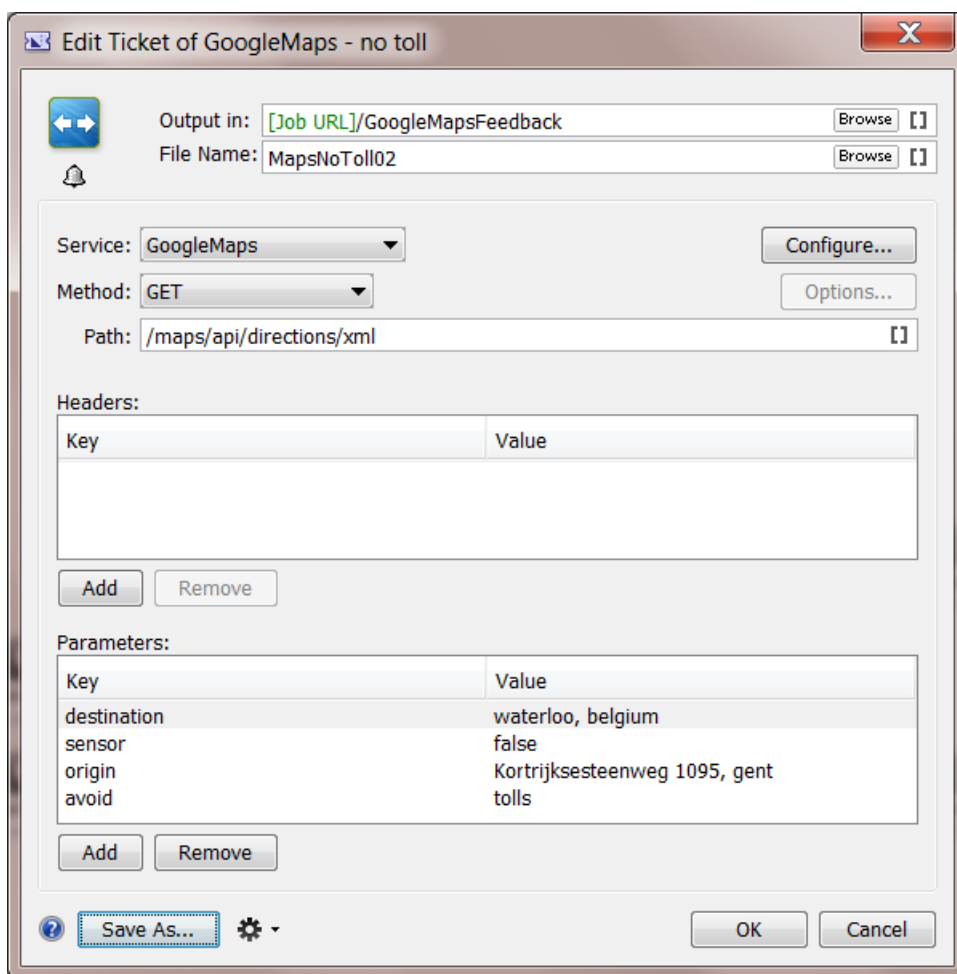 Edit Ticket of GoogleMaps - no toll
X
Output in: [Job URL]/GoogleMapsFeedback Browse []
File Name: MapsNoToll02 Browse []
Service: GoogleMaps Configure...
Method: GET Options...
Path: /maps/api/directions/xml []
Headers:
Key Value
Add Remove
Parameters:
Key Value
destination waterloo, belgium
sensor false
origin Kortrijksesteenweg 1095, gent
avoid tolls
Add Remove
? Save As... OK Cancel